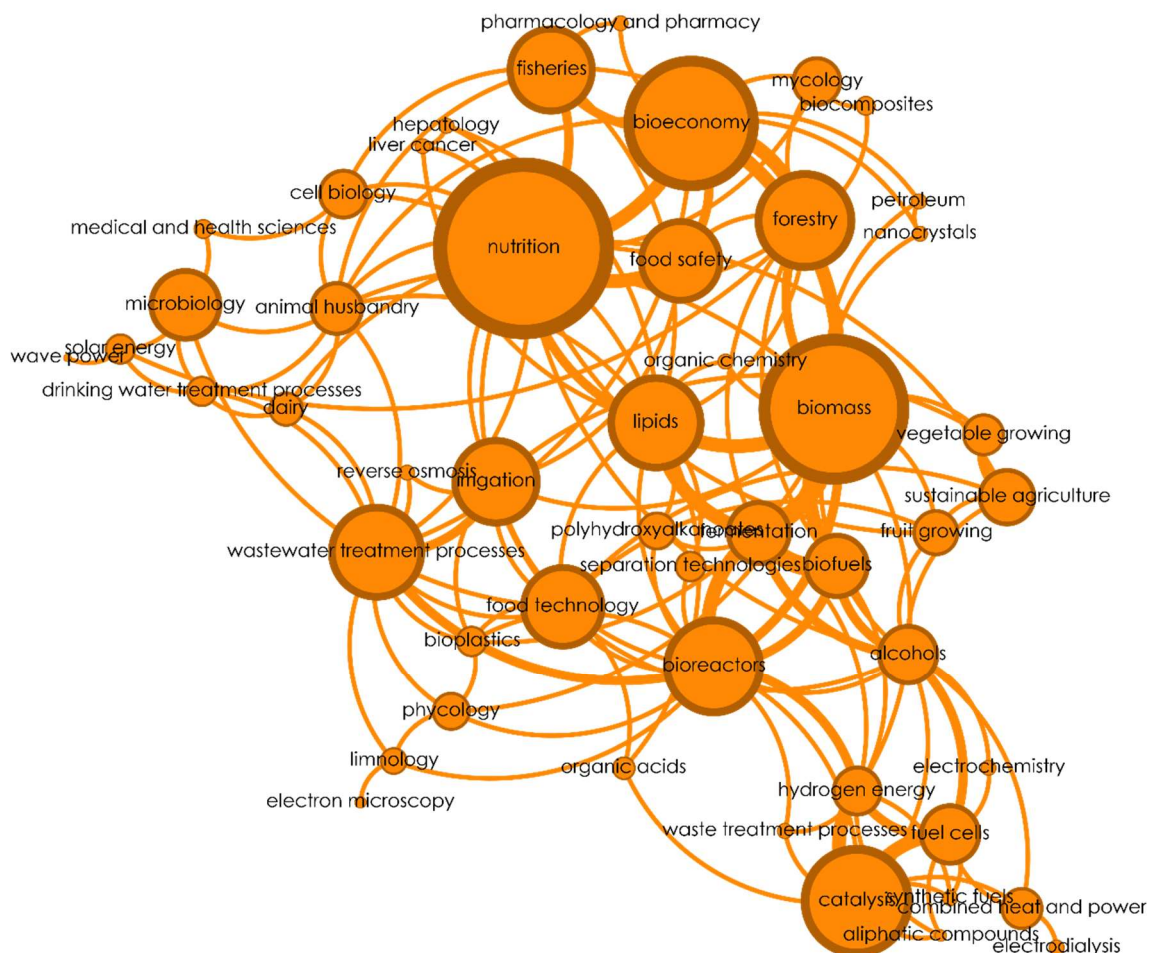 pharmacology and pharmacy
fisheries
mycology
biocomposites
bioeconomy
hepatology
liver cancer
cell biology
petroleum
medical and health sciences
forestry
nanocrystals
nutrition
food safety
microbiology
animal husbandry
solar energy
wave power
organic chemistry
drinking water treatment processes
dairy
biomass
lipids
vegetable growing
reverse osmosis
irrigation
sustainable agriculture
polyhydroxyalkanoates
fermentation
fruit growing
wastewater treatment processes
separation technologies
biofuels
food technology
bioplastics
bioreactors
alcohols
phycology
limnology
organic acids
electrochemistry
hydrogen energy
electron microscopy
waste treatment processes
fuel cells
catalysis
synthetic fuels
combined heat and power
aliphatic compounds
electrodialysis